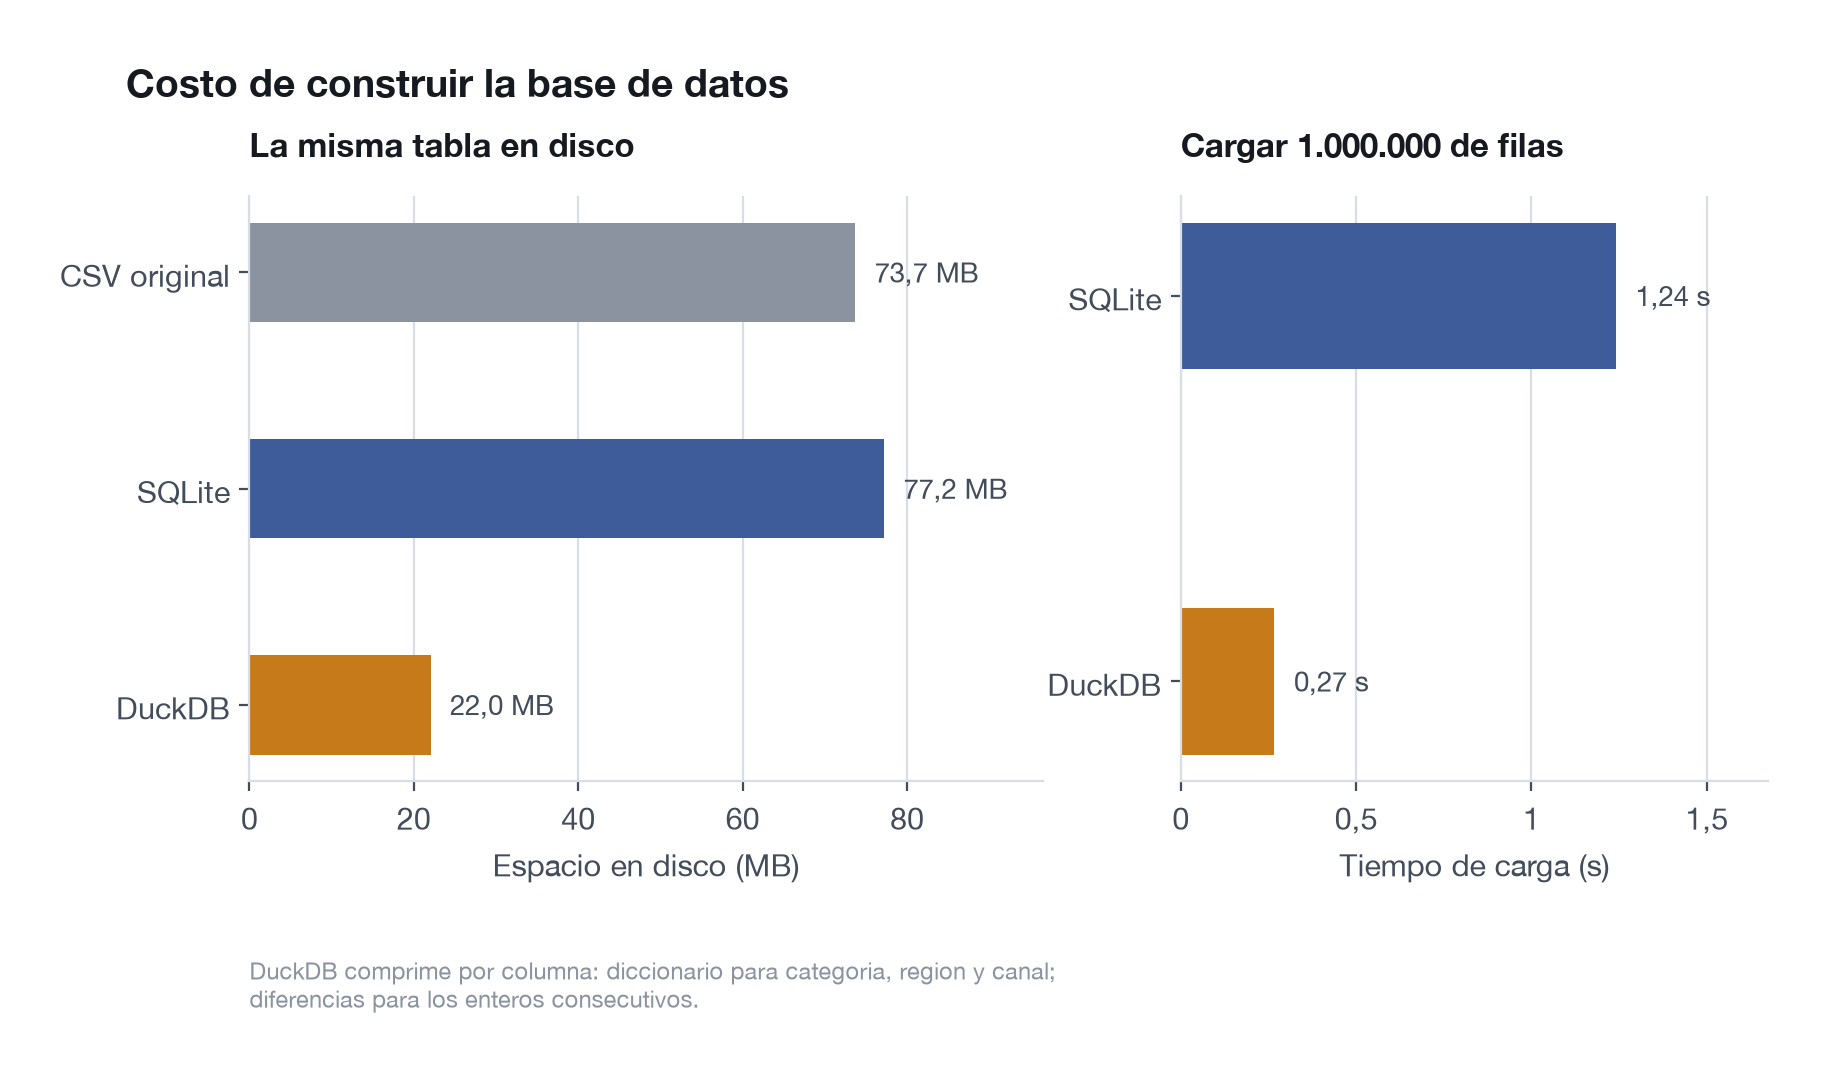 Costo de construir la base de datos
La misma tabla en disco
CSV original
73,7 MB
SQLite
77,2 MB
DuckDB
22,0 MB
0 20 40 60 80
Espacio en disco (MB)
Cargar 1.000.000 de filas
SQLite
1,24 s
DuckDB
0,27 s
0 0,5 1 1,5
Tiempo de carga (s)
DuckDB comprime por columna: diccionario para categoria, region y canal;
diferencias para los enteros consecutivos.